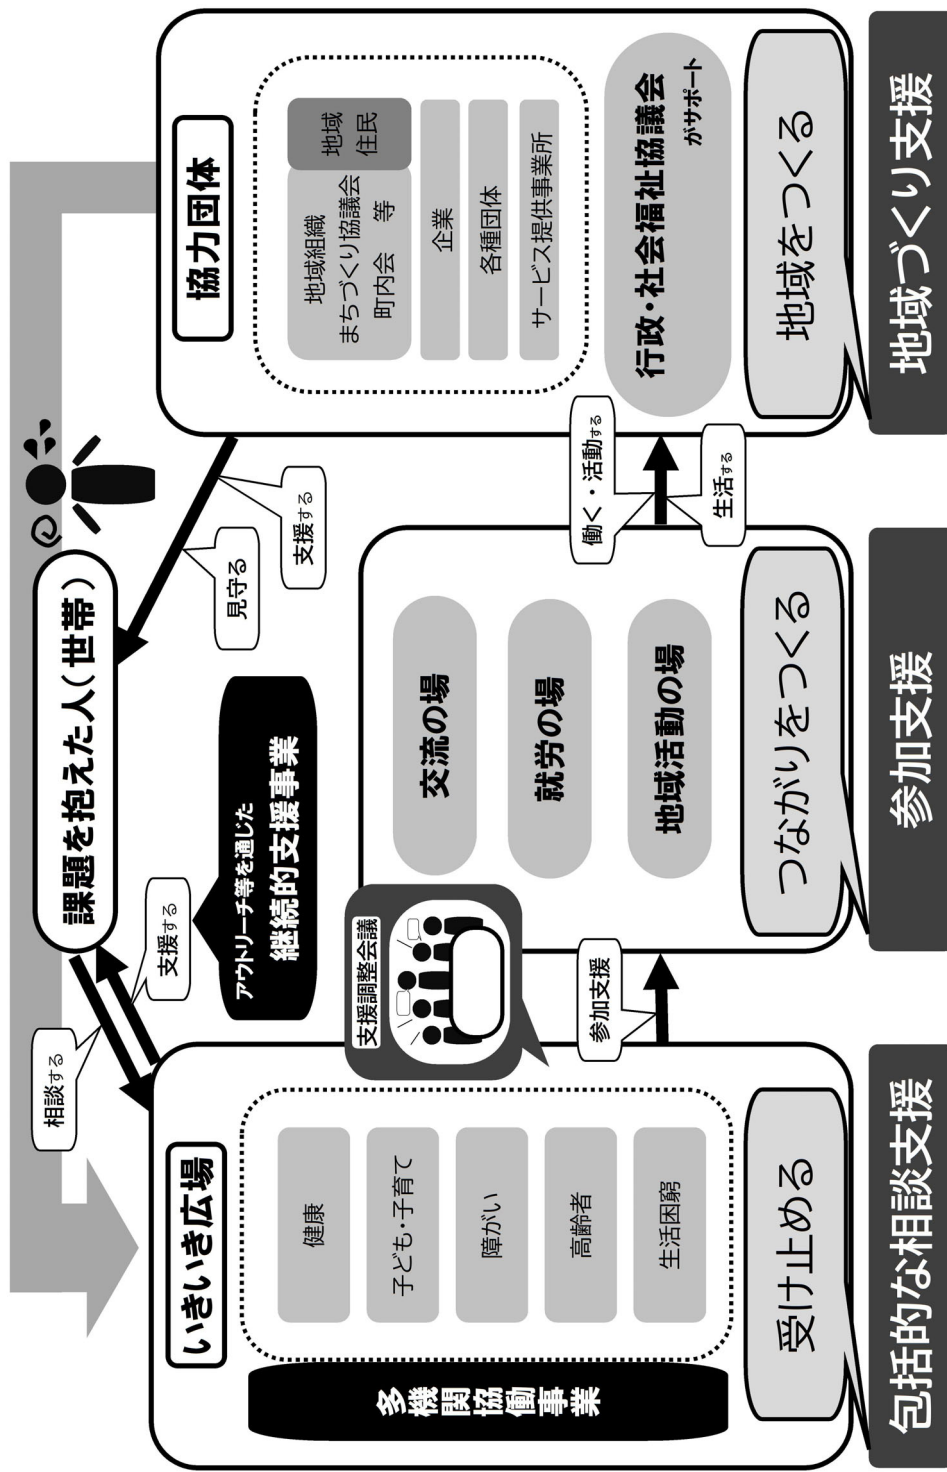 課題を抱えた人(世帯)
相談する
支援する
アウトリーチ等を通じた
継続的支援事業
見守る
支援する
いきいき広場
健康
子ども・子育て
障がい
高齢者
生活困窮
多機関協働事業
受け止める
包括的な相談支援
支援調整会議
参加支援
交流の場
就労の場
地域活動の場
つながりをつくる
参加支援
働く・活動する
生活する
協力団体
地域組織
まちづくり協議会
町内会 等
地域
住民
企業
各種団体
サービス提供事業所
行政・社会福祉協議会
がサポート
地域をつくる
地域づくり支援